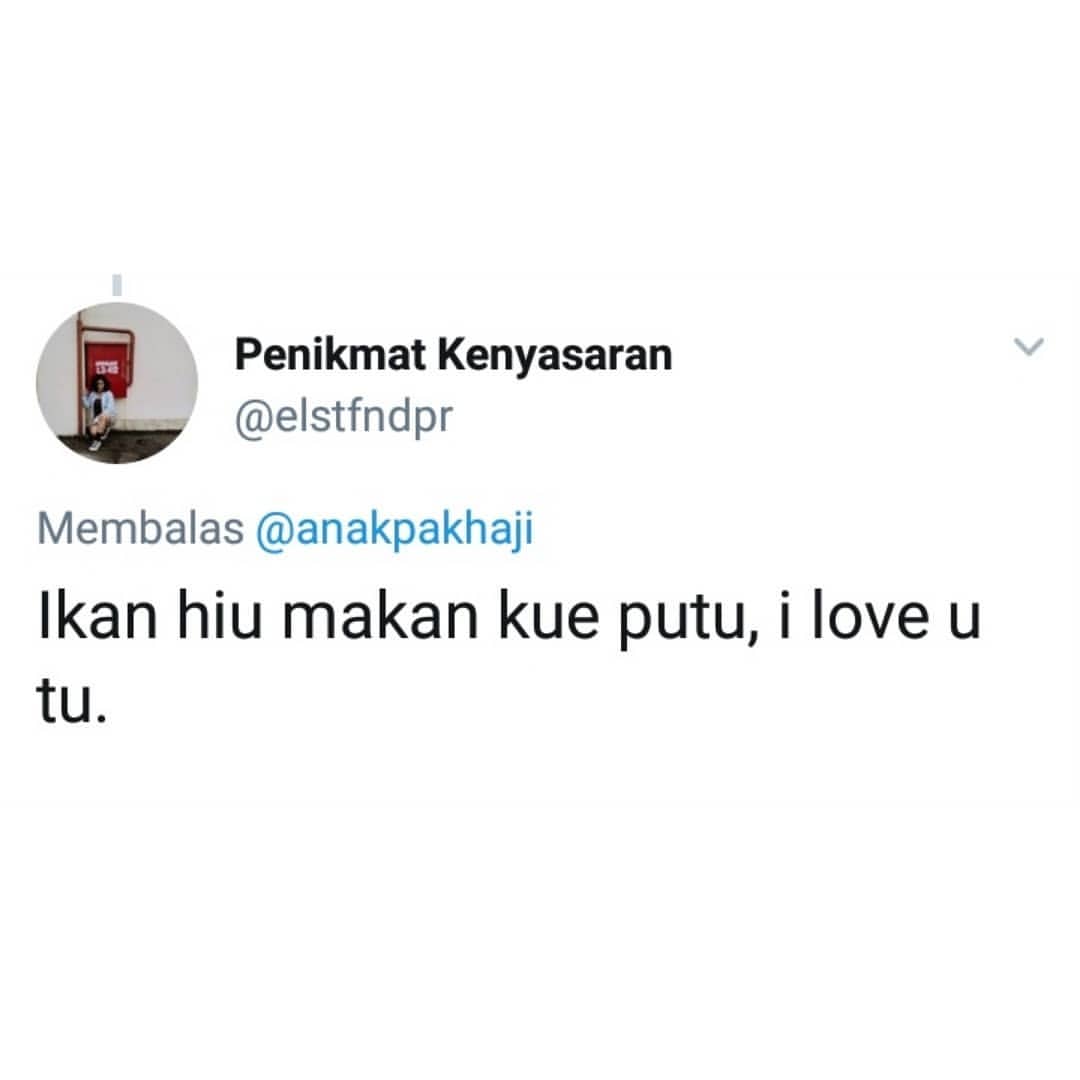 Penikmat Kenyasaran
@elstfndpr
Membalas @anakpakhaji
Ikan hiu makan kue putu, i love u
tu.